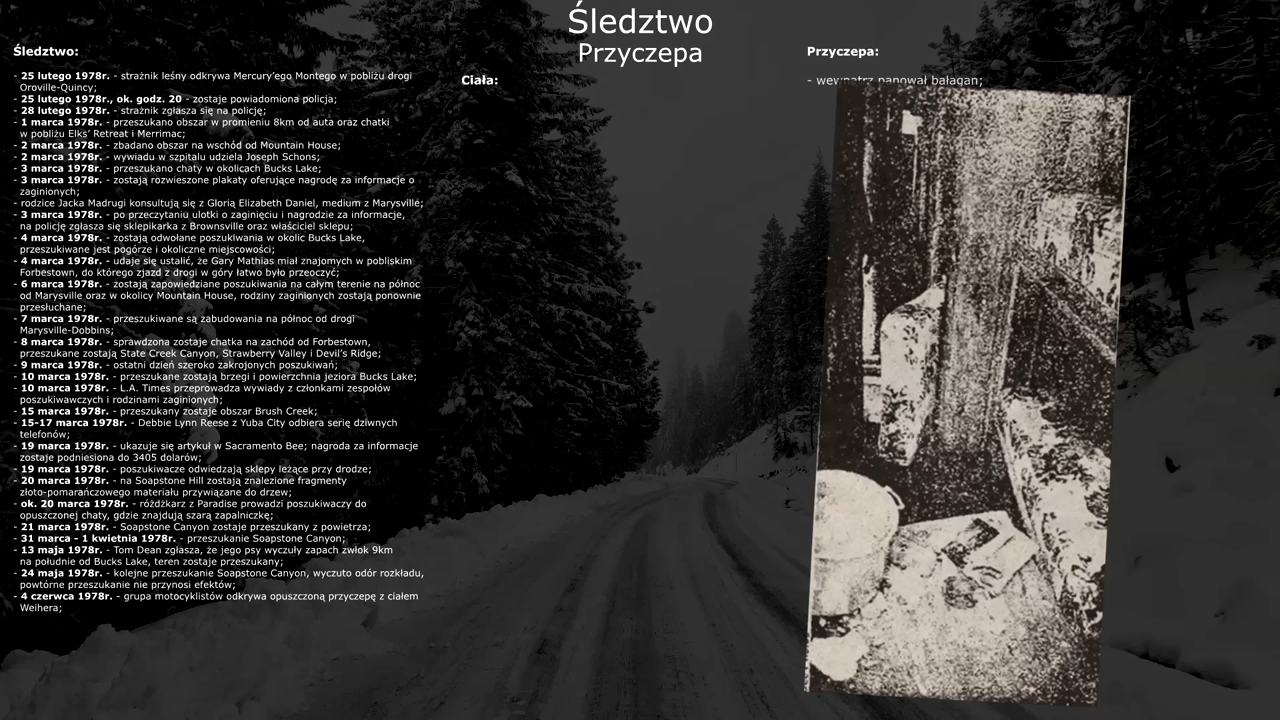 Śledztwo
Przyczepa
Śledztwo:
- 25 lutego 1978r. - strażnik leśny odkrywa Mercury'ego Montego w pobliżu drogi
Oroville-Quincy;
- 25 lutego 1978r., ok. godz. 20 - zostaje powiadomiona policja;
- 28 lutego 1978r. - strażnik zgłasza się na policję;
- 1 marca 1978r. - przeszukano obszar w promieniu 8km od auta oraz chatki
w pobliżu Elks' Retreat i Merrimac;
- 2 marca 1978r. - zbadano obszar na wschód od Mountain House;
- 2 marca 1978r. - wywiadu w szpitalu udziela Joseph Schons;
- 3 marca 1978r. - przeszukano chaty w okolicach Bucks Lake;
- 3 marca 1978r. - zostają rozwieszone plakaty oferujące nagrodę za informacje o
zaginionych;
- rodzice Jacka Madrugi konsultują się z Glorią Elizabeth Daniel, medium z Marysville;
- 3 marca 1978r. - po przeczytaniu ulotki o zaginięciu i nagrodzie za informacje,
na policję zgłasza się sklepikarka z Brownsville oraz właściciel sklepu;
- 4 marca 1978r. - zostają odwołane poszukiwania w okolic Bucks Lake,
przeszukiwane jest pogórze i okoliczne miejscowości;
- 4 marca 1978r. - udaje się ustalić, że Gary Mathias miał znajomych w pobliskim
Forbestown, do którego zjazd z drogi w góry łatwo było przeoczyć;
- 6 marca 1978r. - zostają zapowiedziane poszukiwania na całym terenie na północ
od Marysville oraz w okolicy Mountain House, rodziny zaginionych zostają ponownie
przesłuchane;
- 7 marca 1978r. - przeszukiwane są zabudowania na północ od drogi
Marysville-Dobbins;
- 8 marca 1978r. - sprawdzona zostaje chatka na zachód od Forbestown,
przeszukane zostają State Creek Canyon, Strawberry Valley i Devil's Ridge;
- 9 marca 1978r. - ostatni dzień szeroko zakrojonych poszukiwań;
- 10 marca 1978r. - przeszukane zostają brzegi i powierzchnia jeziora Bucks Lake;
- 10 marca 1978r. - L.A. Times przeprowadza wywiady z członkami zespołów
poszukiwawczych i rodzinami zaginionych;
- 15 marca 1978r. - przeszukany zostaje obszar Brush Creek;
- 15-17 marca 1978r. - Debbie Lynn Reese z Yuba City odbiera serię dziwnych
telefonów;
- 19 marca 1978r. - ukazuje się artykuł w Sacramento Bee; nagroda za informacje
zostaje podniesiona do 3405 dolarów;
- 19 marca 1978r. - poszukiwacze odwiedzają sklepy leżące przy drodze;
- 20 marca 1978r. - na Soapstone Hill zostają znalezione fragmenty
złoto-pomarańczowego materiału przywiązane do drzew;
- ok. 20 marca 1978r. - różdżkarz z Paradise prowadzi poszukiwaczy do
opuszczonej chaty, gdzie znajdują szarą zapalniczkę;
- 21 marca 1978r. - Soapstone Canyon zostaje przeszukany z powietrza;
- 31 marca - 1 kwietnia 1978r. - przeszukanie Soapstone Canyon;
- 13 maja 1978r. - Tom Dean zgłasza, że jego psy wyczuły zapach zwłok 9km
na południe od Bucks Lake, teren zostaje przeszukany;
- 24 maja 1978r. - kolejne przeszukanie Soapstone Canyon, wyczuto odór rozkładu,
powtórne przeszukanie nie przynosi efektów;
- 4 czerwca 1978r. - grupa motocyklistów odkrywa opuszczoną przyczepę z ciałem
Weihera;
Ciała:
Przyczepa:
- wewnątrz panował bałagan;